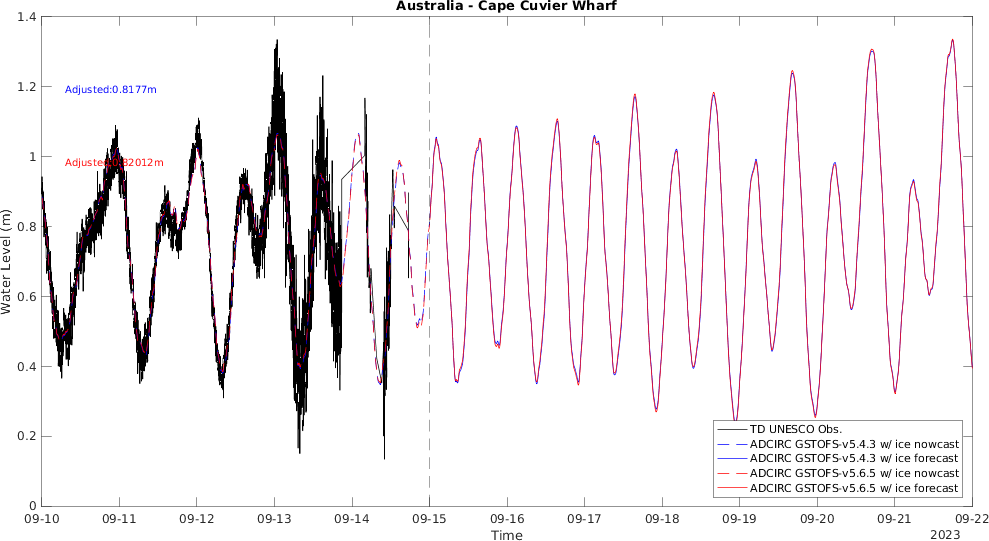 Australia - Cape Cuvier Wharf
1.4
1.2
1
0.8
0.6
0.4
0.2
0
Water Level (m)
Adjusted:0.8177m
Adjusted:0.82012m
TD UNESCO Obs.
ADCIRC GSTOFS-v5.4.3 w/ ice nowcast
ADCIRC GSTOFS-v5.4.3 w/ ice forecast
ADCIRC GSTOFS-v5.6.5 w/ ice nowcast
ADCIRC GSTOFS-v5.6.5 w/ ice forecast
09-10 09-11 09-12 09-13 09-14 09-15 09-16 09-17 09-18 09-19 09-20 09-21 09-22
Time
2023